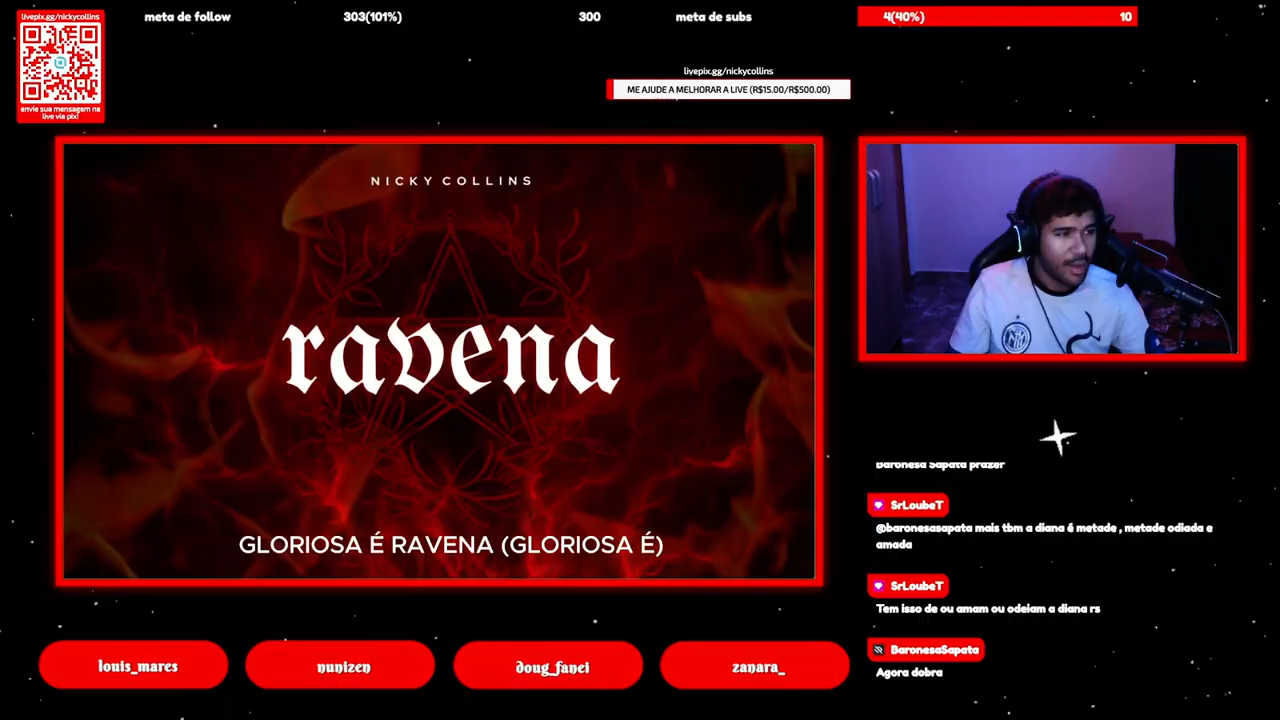 livepix.gg/nickycollins
envie sua mensagem na
live via pix!
meta de follow 303(101%) 300
meta de subs 4(40%) 10
livepix.gg/nickycollins
ME AJUDE A MELHORAR A LIVE (R$15.00/R$500.00)
NICKY COLLINS
ravena
GLORIOSA É RAVENA (GLORIOSA É)
Baronesa Sapata prazer
SrLoubeT
@baronesasapata mais tbm a diana é metade , metade odiada e
amada
SrLoubeT
Tem isso de ou amam ou odeiam a diana rs
BaronesaSapata
Agora dobra
louis_mares
nunizen
doug_fanei
zanara_